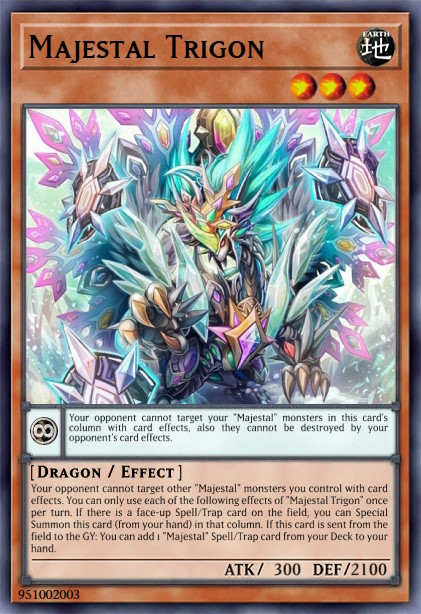 Majestal Trigon
EARTH
地
Your opponent cannot target your "Majestal" monsters in this card's
column with card effects, also they cannot be destroyed by your
opponent's card effects.
[Dragon / Effect]
Your opponent cannot target other "Majestal" monsters you control with card
effects. You can only use each of the following effects of "Majestal Trigon" once
per turn. If there is a face-up Spell/Trap card on the field, you can Special
Summon this card (from your hand) in that column. If this card is sent from the
field to the GY: You can add 1 "Majestal" Spell/Trap card from your Deck to your
hand.
ATK/ 300 DEF/2100
951002003